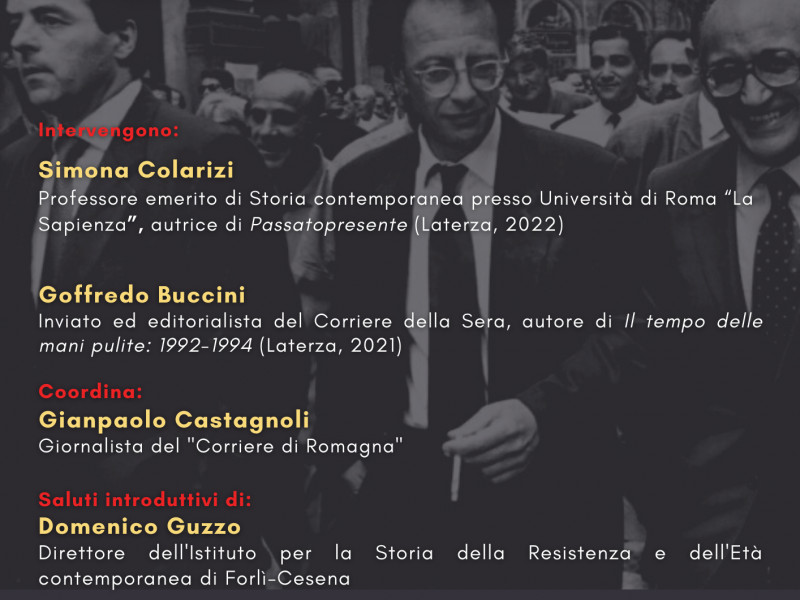 Intervengono:
Simona Colarizi
Professore emerito di Storia contemporanea presso Università di Roma “La
Sapienza”, autrice di Passatopresente (Laterza, 2022)
Goffredo Buccini
Inviato ed editorialista del Corriere della Sera, autore di Il tempo delle
mani pulite: 1992-1994 (Laterza, 2021)
Coordina:
Gianpaolo Castagnoli
Giornalista del "Corriere di Romagna"
Saluti introduttivi di:
Domenico Guzzo
Direttore dell'Istituto per la Storia della Resistenza e dell'Età
contemporanea di Forlì-Cesena